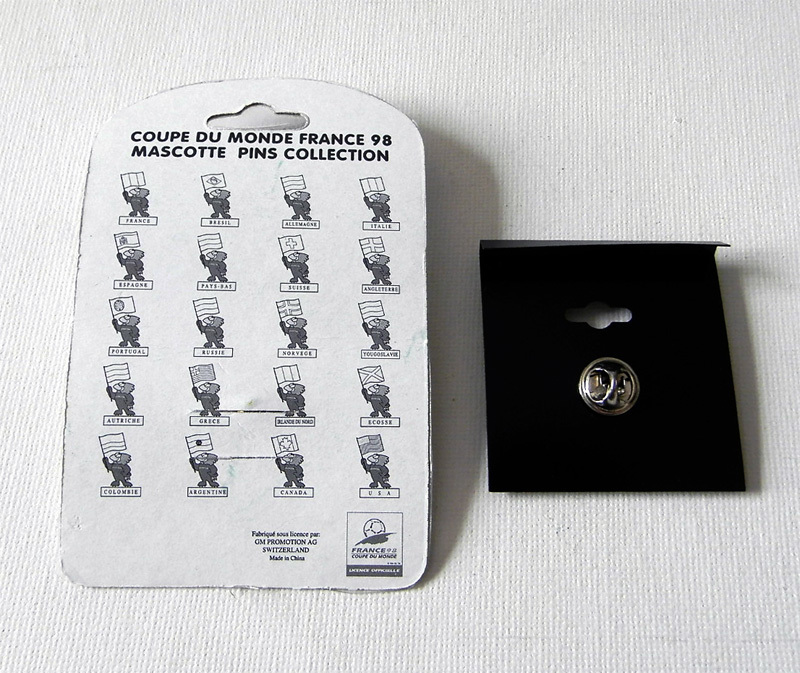 COUPE DU MONDE FRANCE 98
MASCOTTE PINS COLLECTION
FRANCE
BRESIL
ALLEMAGNE
ITALIE
ESPAGNE
PAYS-BAS
SUISSE
ANGLETERRE
PORTUGAL
RUSSIE
NORVEGE
YOUGOSLAVIE
AUTRICHE
GRECE
IRLANDE DU NORD
ECOSSE
COLOMBIE
ARGENTINE
CANADA
U S A
Fabriqué sous licence par:
GM PROMOTION AG
SWITZERLAND
Made in China
FRANCE 98
COUPE DU MONDE
LICENCE OFFICIELLE